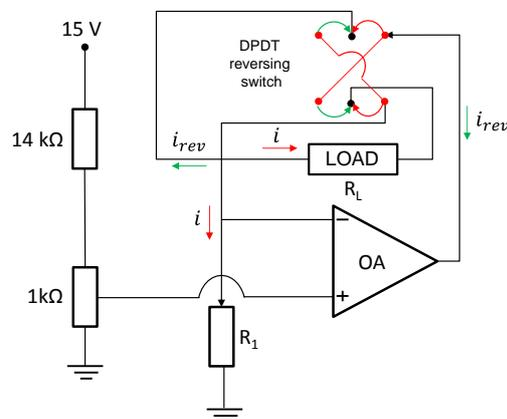 15 V
DPDT
reversing
switch
14 kΩ
i_rev
i
LOAD
i_rev
R_L
i
OA
−
+
1kΩ
R_1